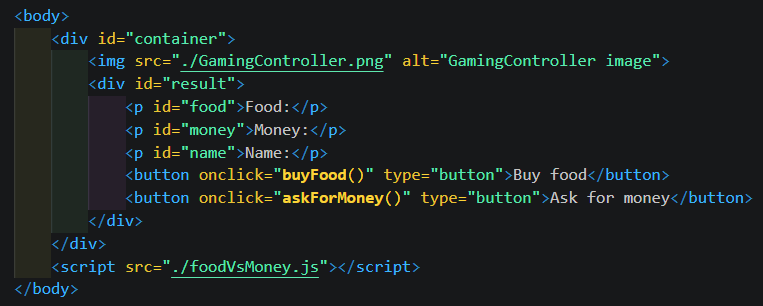 <body>
<div id="container">
<img src="./GamingController.png" alt="GamingController image">
<div id="result">
<p id="food">Food:</p>
<p id="money">Money:</p>
<p id="name">Name:</p>
<button onclick="buyFood()" type="button">Buy food</button>
<button onclick="askForMoney()" type="button">Ask for money</button>
</div>
</div>
<script src="./foodVsMoney.js"></script>
</body>